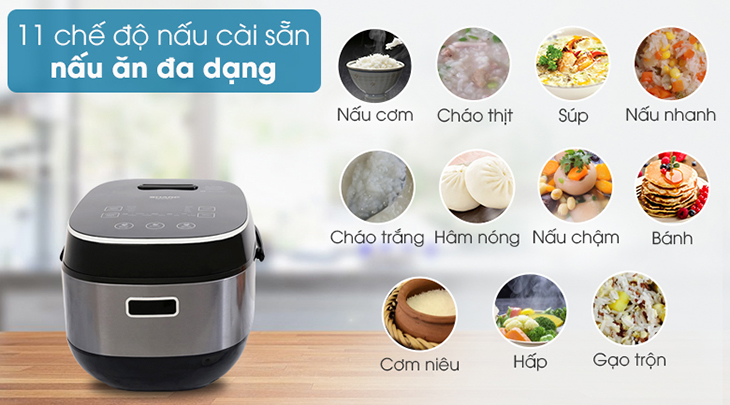 11 chế độ nấu cài sẵn
nấu ăn đa dạng
Nấu cơm
Cháo thịt
Súp
Nấu nhanh
Cháo trắng
Hâm nóng
Nấu chậm
Bánh
Cơm niêu
Hấp
Gạo trộn
SHARP